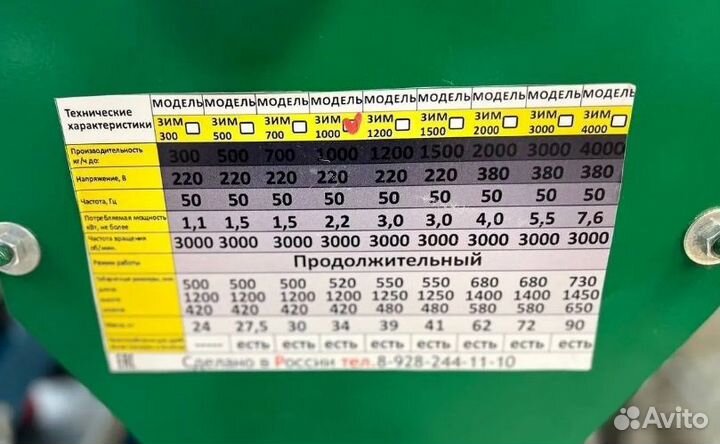 Технические характеристики МОДЕЛЬ МОДЕЛЬ МОДЕЛЬ МОДЕЛЬ МОДЕЛЬ МОДЕЛЬ МОДЕЛЬ МОДЕЛЬ МОДЕЛЬ
ЗИМ 300 ЗИМ 500 ЗИМ 700 ЗИМ 1000 ЗИМ 1200 ЗИМ 1500 ЗИМ 2000 ЗИМ 3000 ЗИМ 4000
Производительность кг/ч до: 300 500 700 1000 1200 1500 2000 3000 4000
Напряжение, В 220 220 220 220 220 220 380 380 380
Частота, Гц 50 50 50 50 50 50 50 50 50
Потребляемая мощность кВт, не более 1,1 1,5 1,5 2,2 3,0 3,0 4,0 5,5 7,6
Частота вращения об/мин. 3000 3000 3000 3000 3000 3000 3000 3000 3000
Режим работы Продолжительный
500 500 500 520 550 550 680 680 730
1200 1200 1200 1200 1250 1250 1400 1400 1450
420 420 420 420 480 480 580 580 650
24 27,5 30 34 39 41 62 72 90
----- есть есть есть есть есть есть есть есть
Сделано в России тел.8-928-244-11-10
Avito